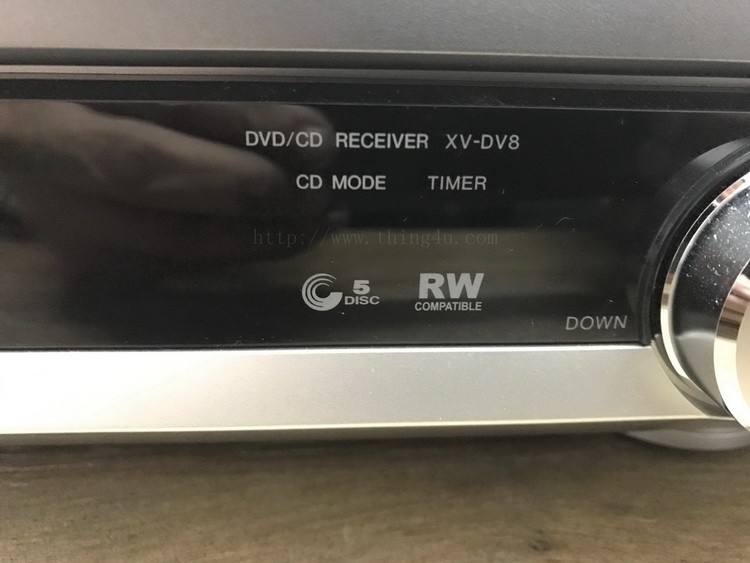 DVD/CD RECEIVER XV-DV8
CD MODE TIMER
http://www.thing4u.com
5 DISC
RW
COMPATIBLE
DOWN